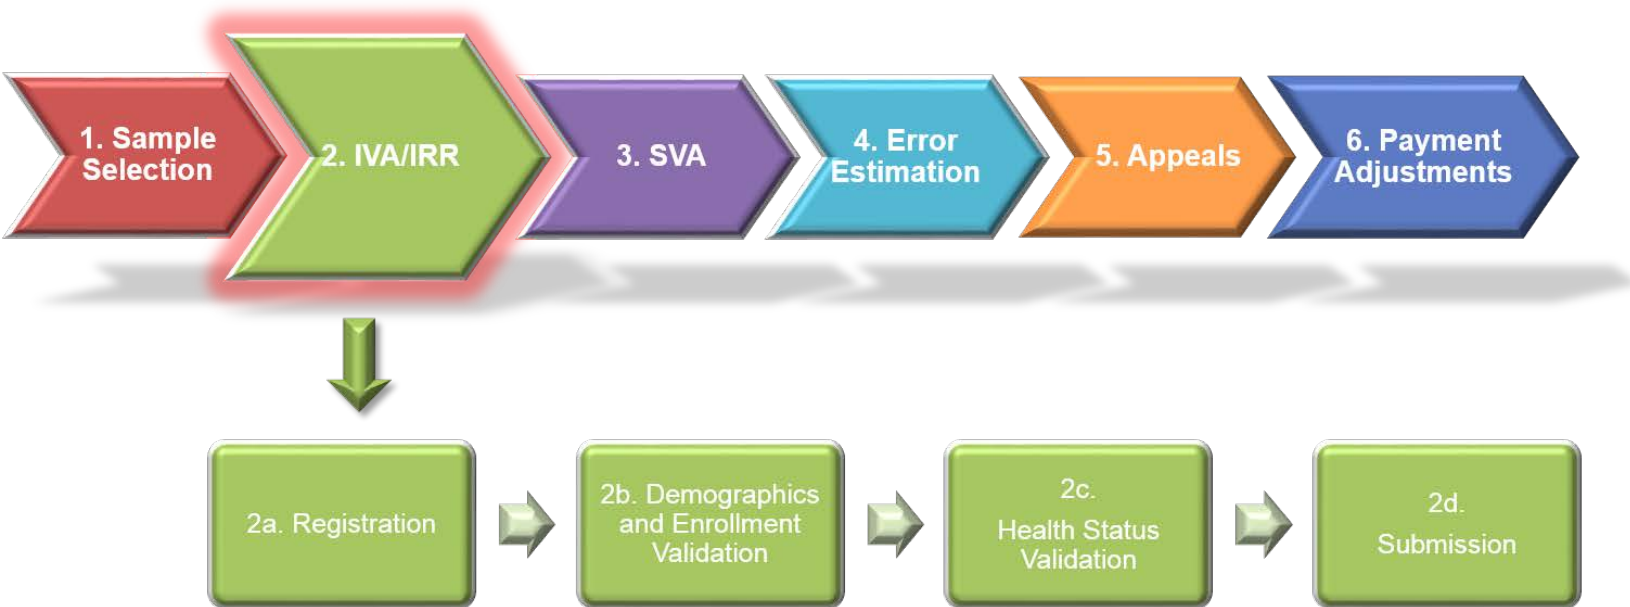 1. Sample
Selection
2. IVA/IRR
3. SVA
4. Error
Estimation
5. Appeals
6. Payment
Adjustments
2a. Registration
2b. Demographics
and Enrollment
Validation
2c.
Health Status
Validation
2d.
Submission